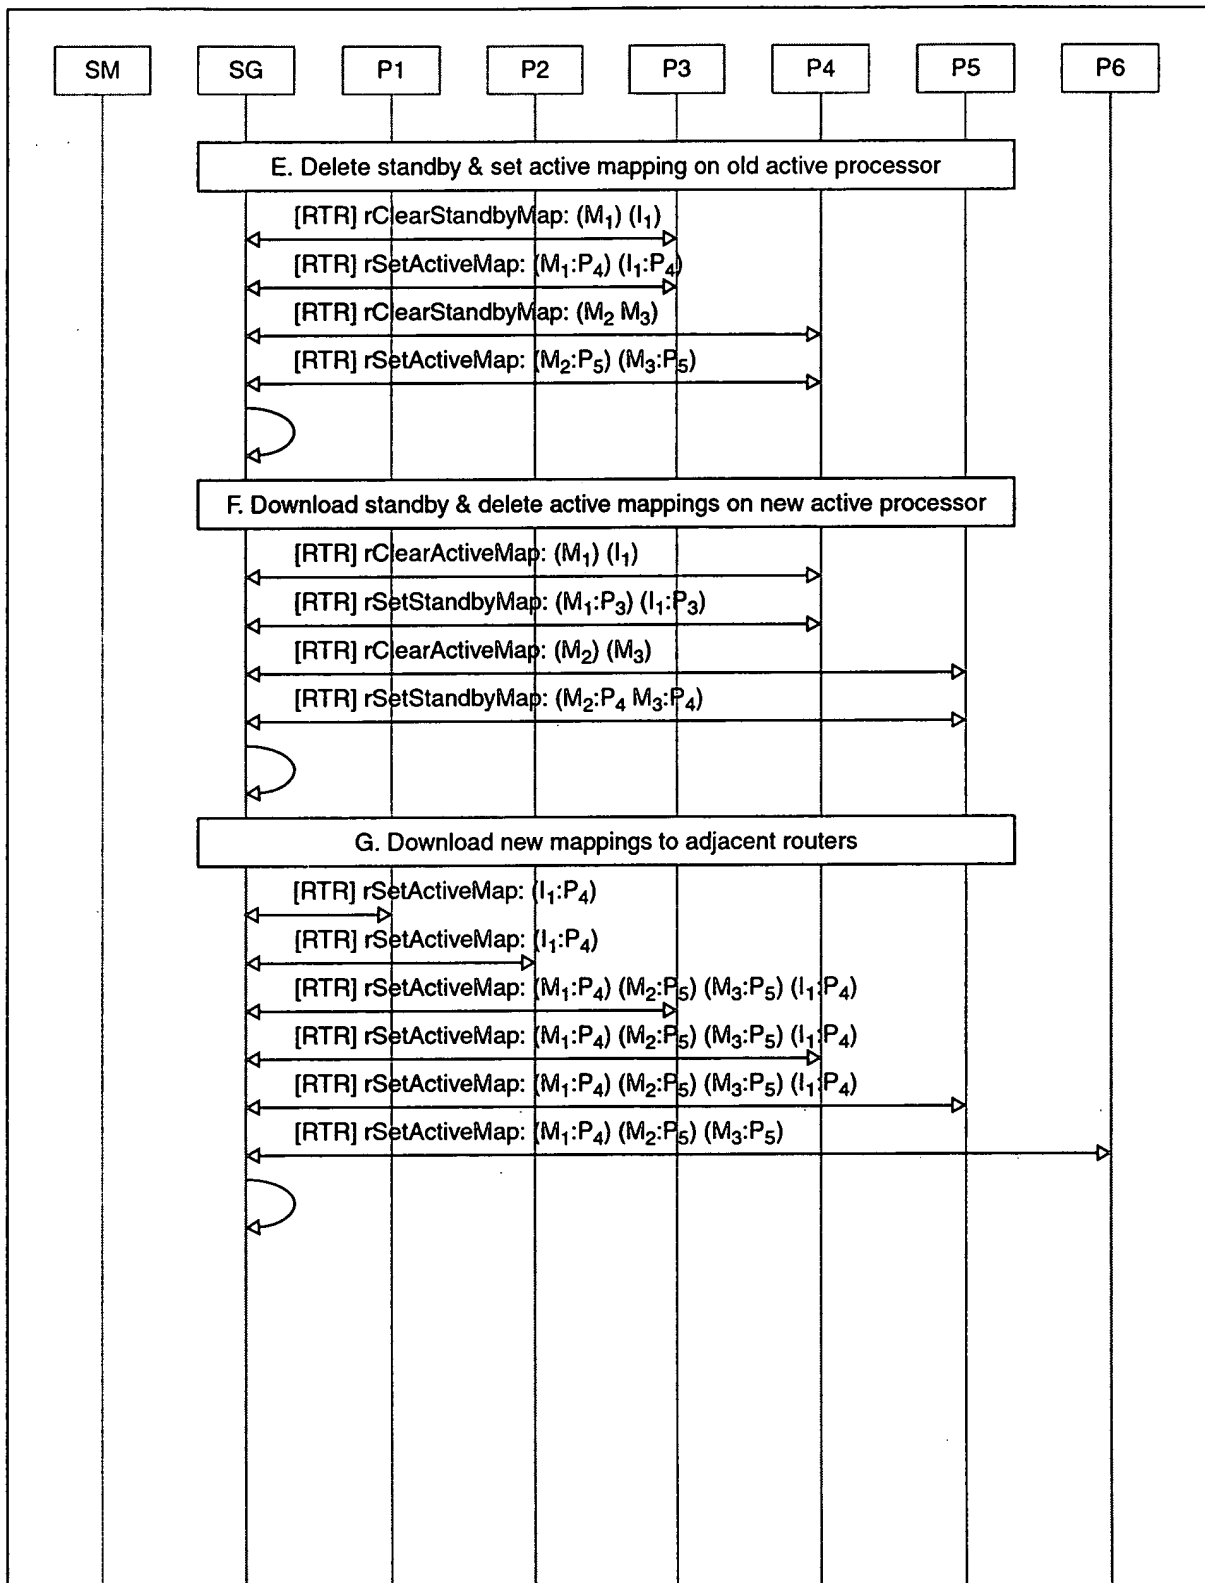 SM SG P1 P2 P3 P4 P5 P6
E. Delete standby & set active mapping on old active processor
[RTR] rClearStandbyMap: (M₁) (I₁)
[RTR] rSetActiveMap: (M₁:P₄) (I₁:P₄)
[RTR] rClearStandbyMap: (M₂ M₃)
[RTR] rSetActiveMap: (M₂:P₅) (M₃:P₅)
F. Download standby & delete active mappings on new active processor
[RTR] rClearActiveMap: (M₁) (I₁)
[RTR] rSetStandbyMap: (M₁:P₃) (I₁:P₃)
[RTR] rClearActiveMap: (M₂) (M₃)
[RTR] rSetStandbyMap: (M₂:P₄ M₃:P₄)
G. Download new mappings to adjacent routers
[RTR] rSetActiveMap: (I₁:P₄)
[RTR] rSetActiveMap: (I₁:P₄)
[RTR] rSetActiveMap: (M₁:P₄) (M₂:P₅) (M₃:P₅) (I₁:P₄)
[RTR] rSetActiveMap: (M₁:P₄) (M₂:P₅) (M₃:P₅) (I₁:P₄)
[RTR] rSetActiveMap: (M₁:P₄) (M₂:P₅) (M₃:P₅) (I₁:P₄)
[RTR] rSetActiveMap: (M₁:P₄) (M₂:P₅) (M₃:P₅)